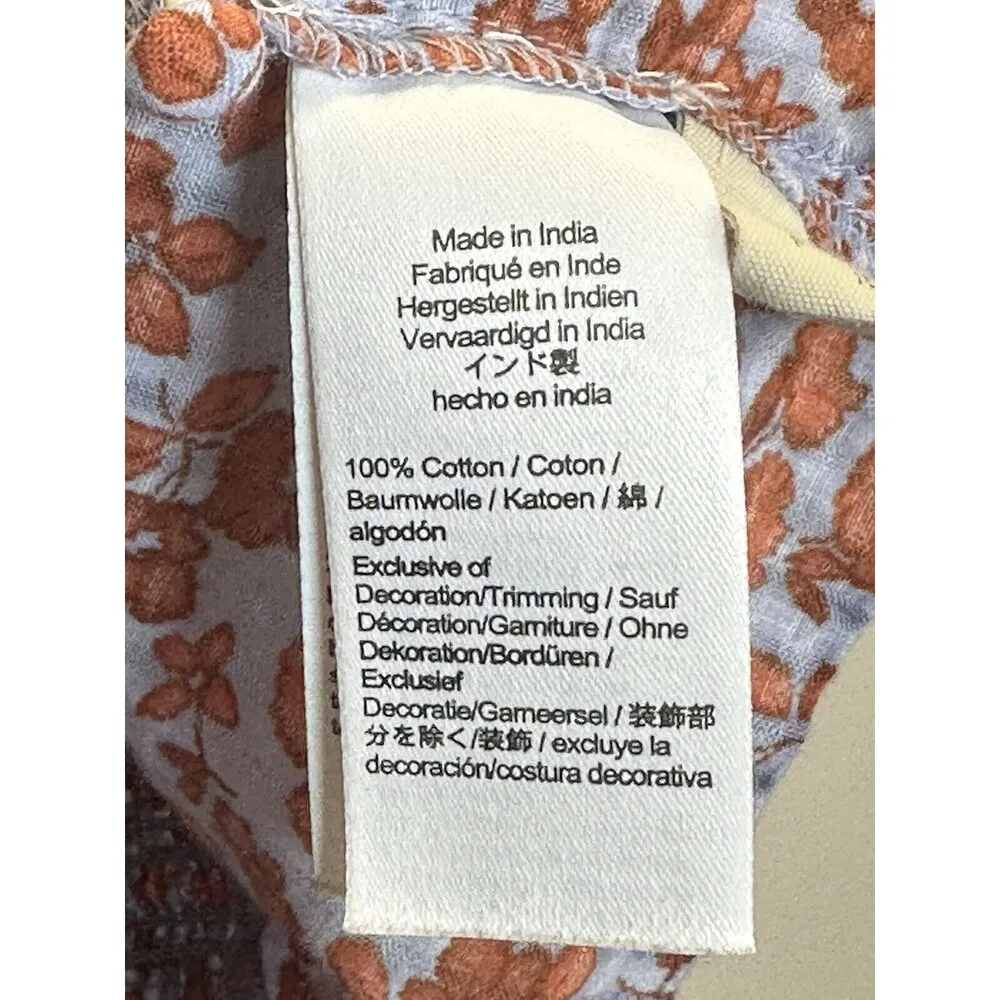 Made in India
Fabriqué en Inde
Hergestellt in Indien
Vervaardigd in India
インド製
hecho en india
100% Cotton / Coton /
Baumwolle / Katoen / 綿 /
algodón
Exclusive of
Decoration/Trimming / Sauf
Décoration/Garniture / Ohne
Dekoration/Bordüren /
Exclusief
Decoratie/Garneersel / 装飾部
分を除く/装飾 / excluye la
decoración/costura decorativa